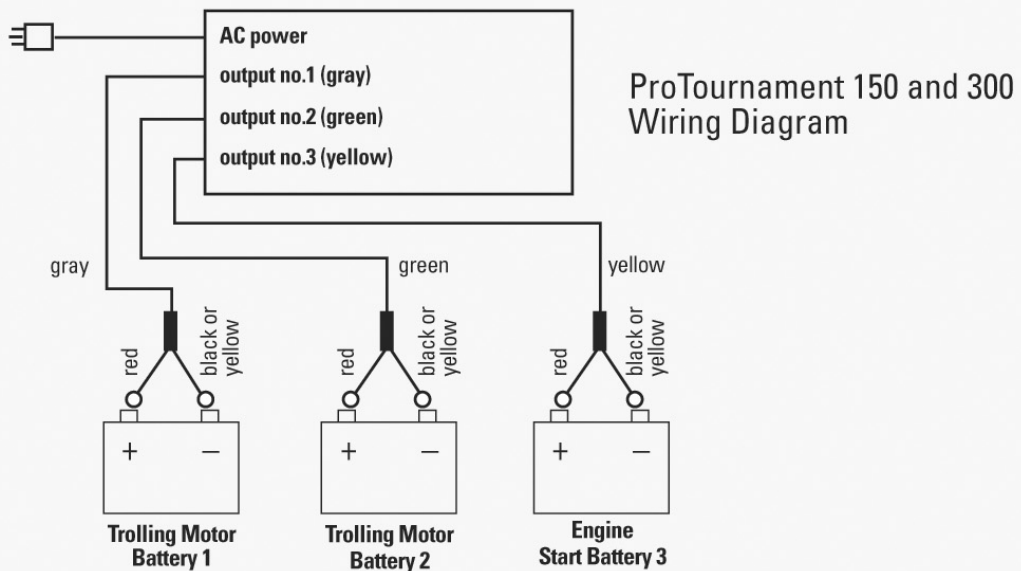 AC power
output no.1 (gray)
output no.2 (green)
output no.3 (yellow)
ProTournament 150 and 300
Wiring Diagram
gray
green
yellow
red
black or
yellow
red
black or
yellow
red
black or
yellow
+ −
+ −
+ −
Trolling Motor
Battery 1
Trolling Motor
Battery 2
Engine
Start Battery 3